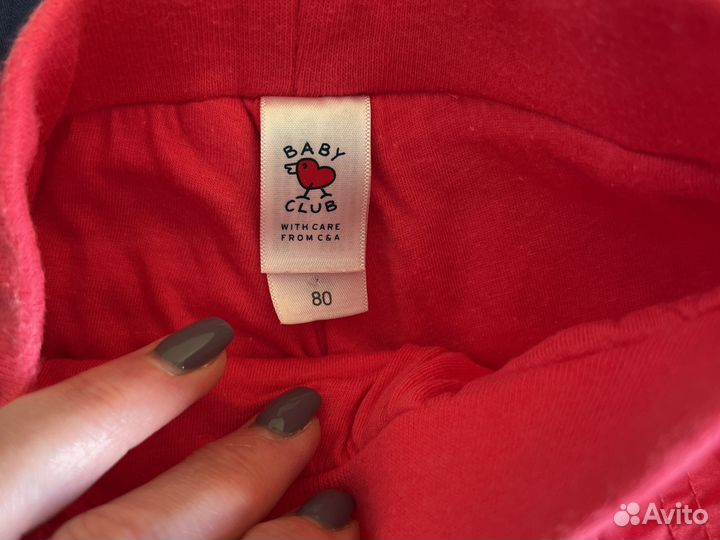 BABY
CLUB
WITH CARE
FROM C&A
80
Avito